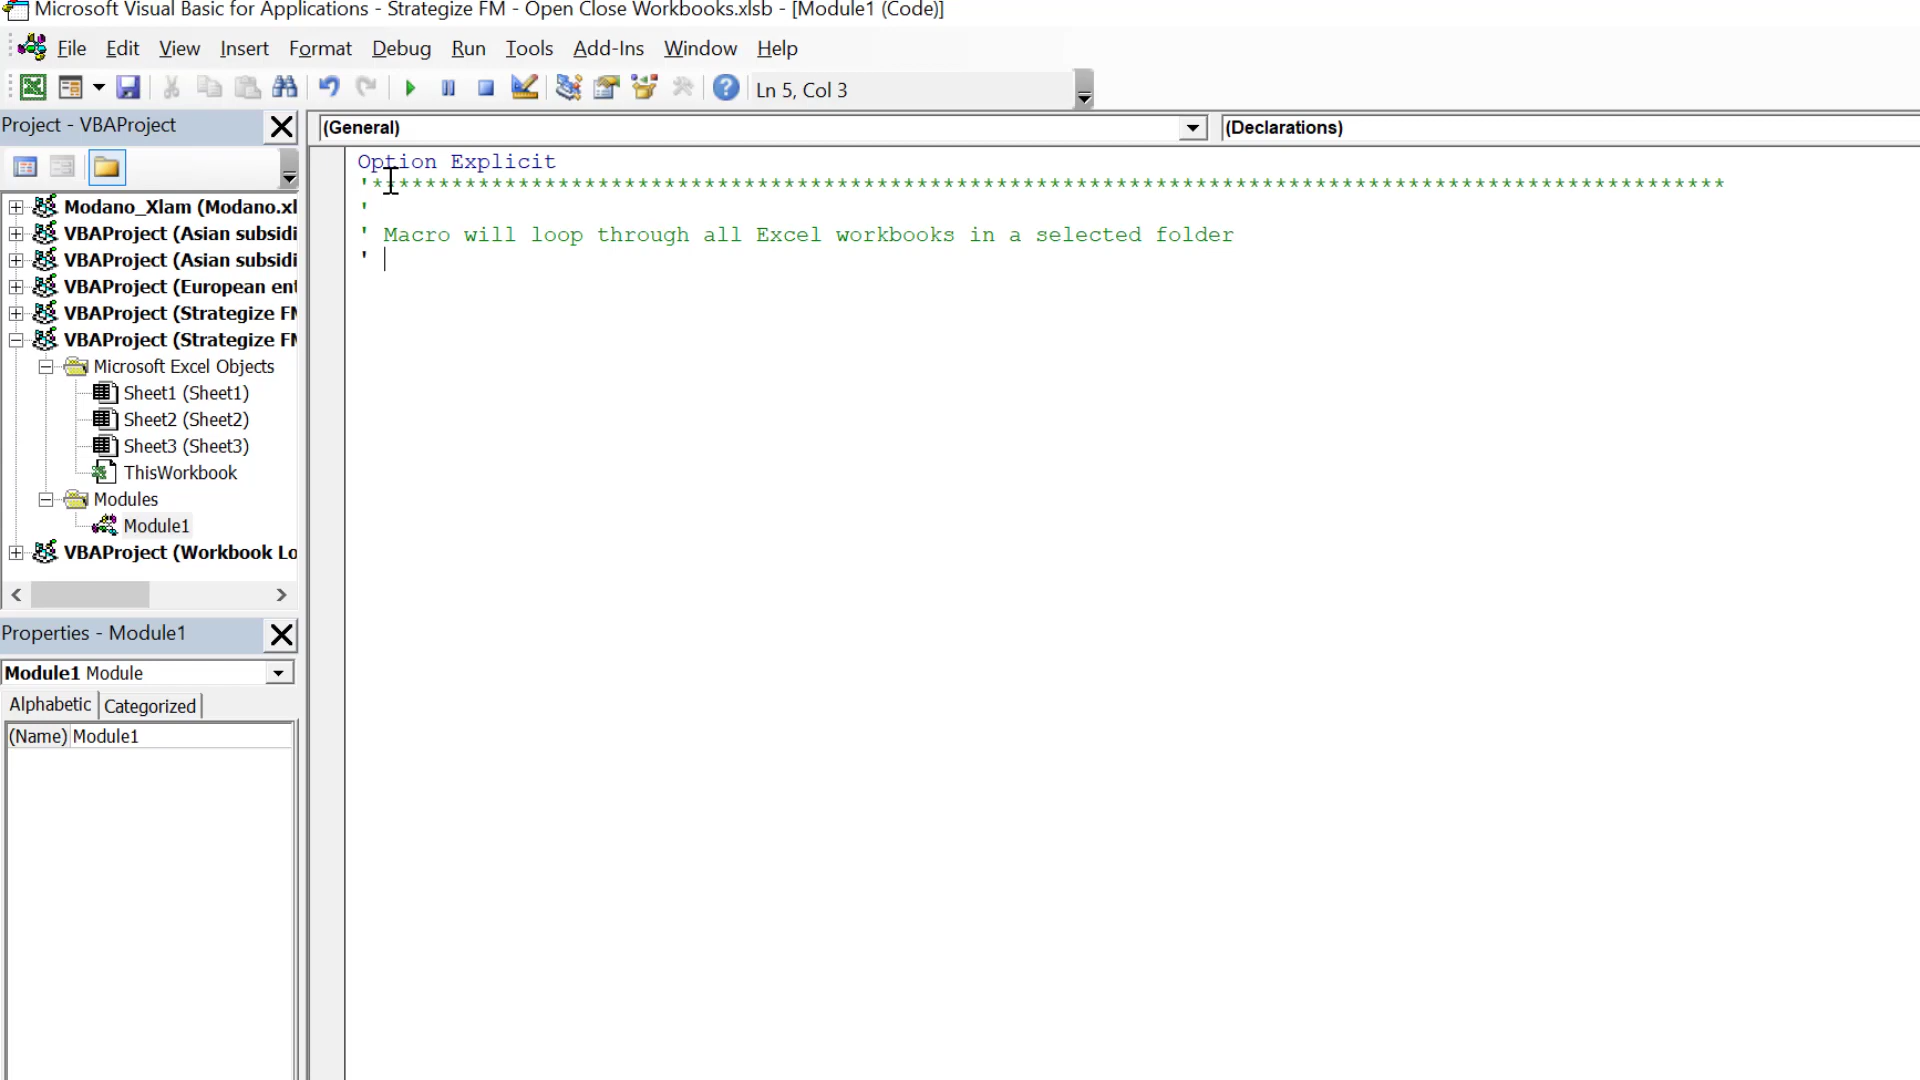 Microsoft Visual Basic for Applications - Strategize FM - Open Close Workbooks.xlsb - [Module1 (Code)]
File Edit View Insert Format Debug Run Tools Add-Ins Window Help
Ln 5, Col 3
Project - VBAProject
(General)
(Declarations)
Modano_Xlam (Modano.xl
VBAProject (Asian subsidi
VBAProject (Asian subsidi
VBAProject (European ent
VBAProject (Strategize FM
VBAProject (Strategize FM
Microsoft Excel Objects
Sheet1 (Sheet1)
Sheet2 (Sheet2)
Sheet3 (Sheet3)
ThisWorkbook
Modules
Module1
VBAProject (Workbook Lo
Properties - Module1
Module1 Module
Alphabetic Categorized
(Name) Module1
Option Explicit
'******************************************************************************************************
'
' Macro will loop through all Excel workbooks in a selected folder
'